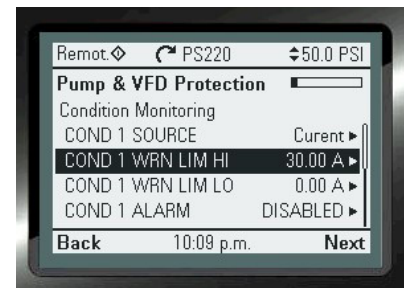 Remot. PS220 50.0 PSI
Pump & VFD Protection
Condition Monitoring
COND 1 SOURCE Curent
COND 1 WRN LIM HI 30.00 A
COND 1 WRN LIM LO 0.00 A
COND 1 ALARM DISABLED
Back 10:09 p.m. Next